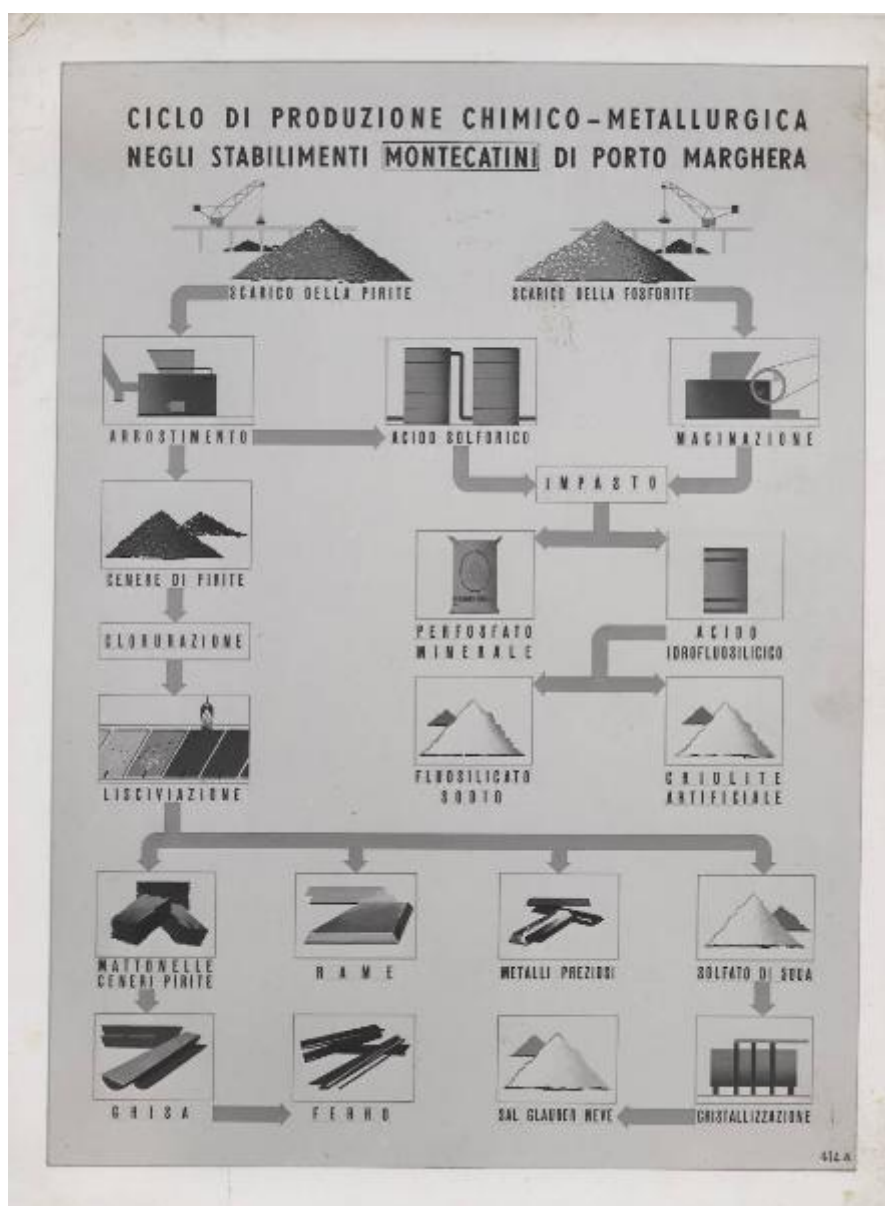 CICLO DI PRODUZIONE CHIMICO-METALLURGICA
NEGLI STABILIMENTI MONTECATINI DI PORTO MARGHERA
SCARICO DELLA PIRITE
SCARICO DELLA FOSFORITE
ARROSTIMENTO
ACIDO SOLFORICO
MACINAZIONE
IMPASTO
CENERE DI PIRITE
PERFOSFATO
MINERALE
ACIDO
IDROFLUOSILICICO
CLORURAZIONE
LISCIVIAZIONE
FLUOSILICATO
SODIO
CRIOLITE
ARTIFICIALE
MATTONELLE
CENERI PIRITE
RAME
METALLI PREZIOSI
SOLFATO DI SODA
GHISA
FERRO
SAL GLAUBER NEVE
CRISTALLIZZAZIONE